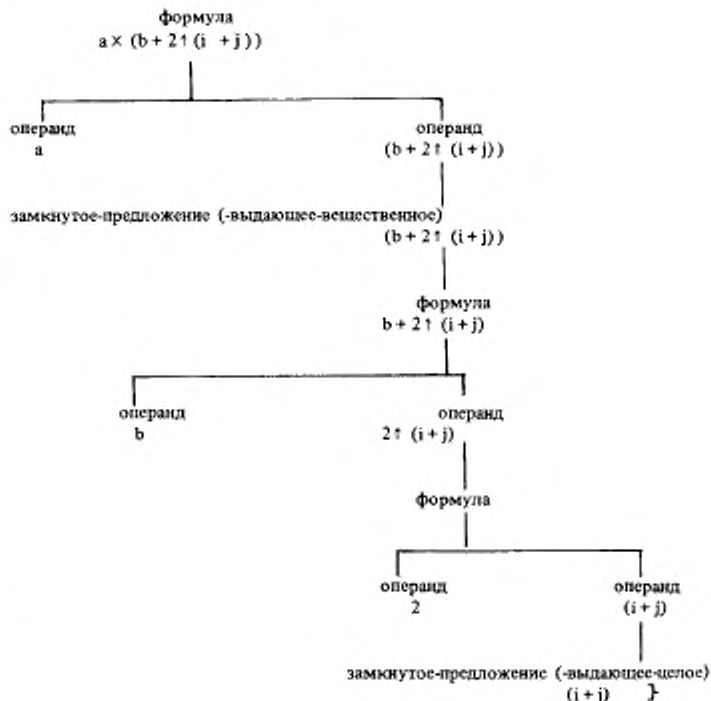 формула
a × (b + 2↑ (i + j))
операнд операнд
a (b + 2↑ (i + j))
замкнутое-предложение (-выдающее-вещественное)
(b + 2↑ (i + j))
формула
b + 2↑ (i + j)
операнд операнд
b 2↑ (i + j)
формула
операнд операнд
2 (i + j)
замкнутое-предложение (-выдающее-целое)
(i + j) }